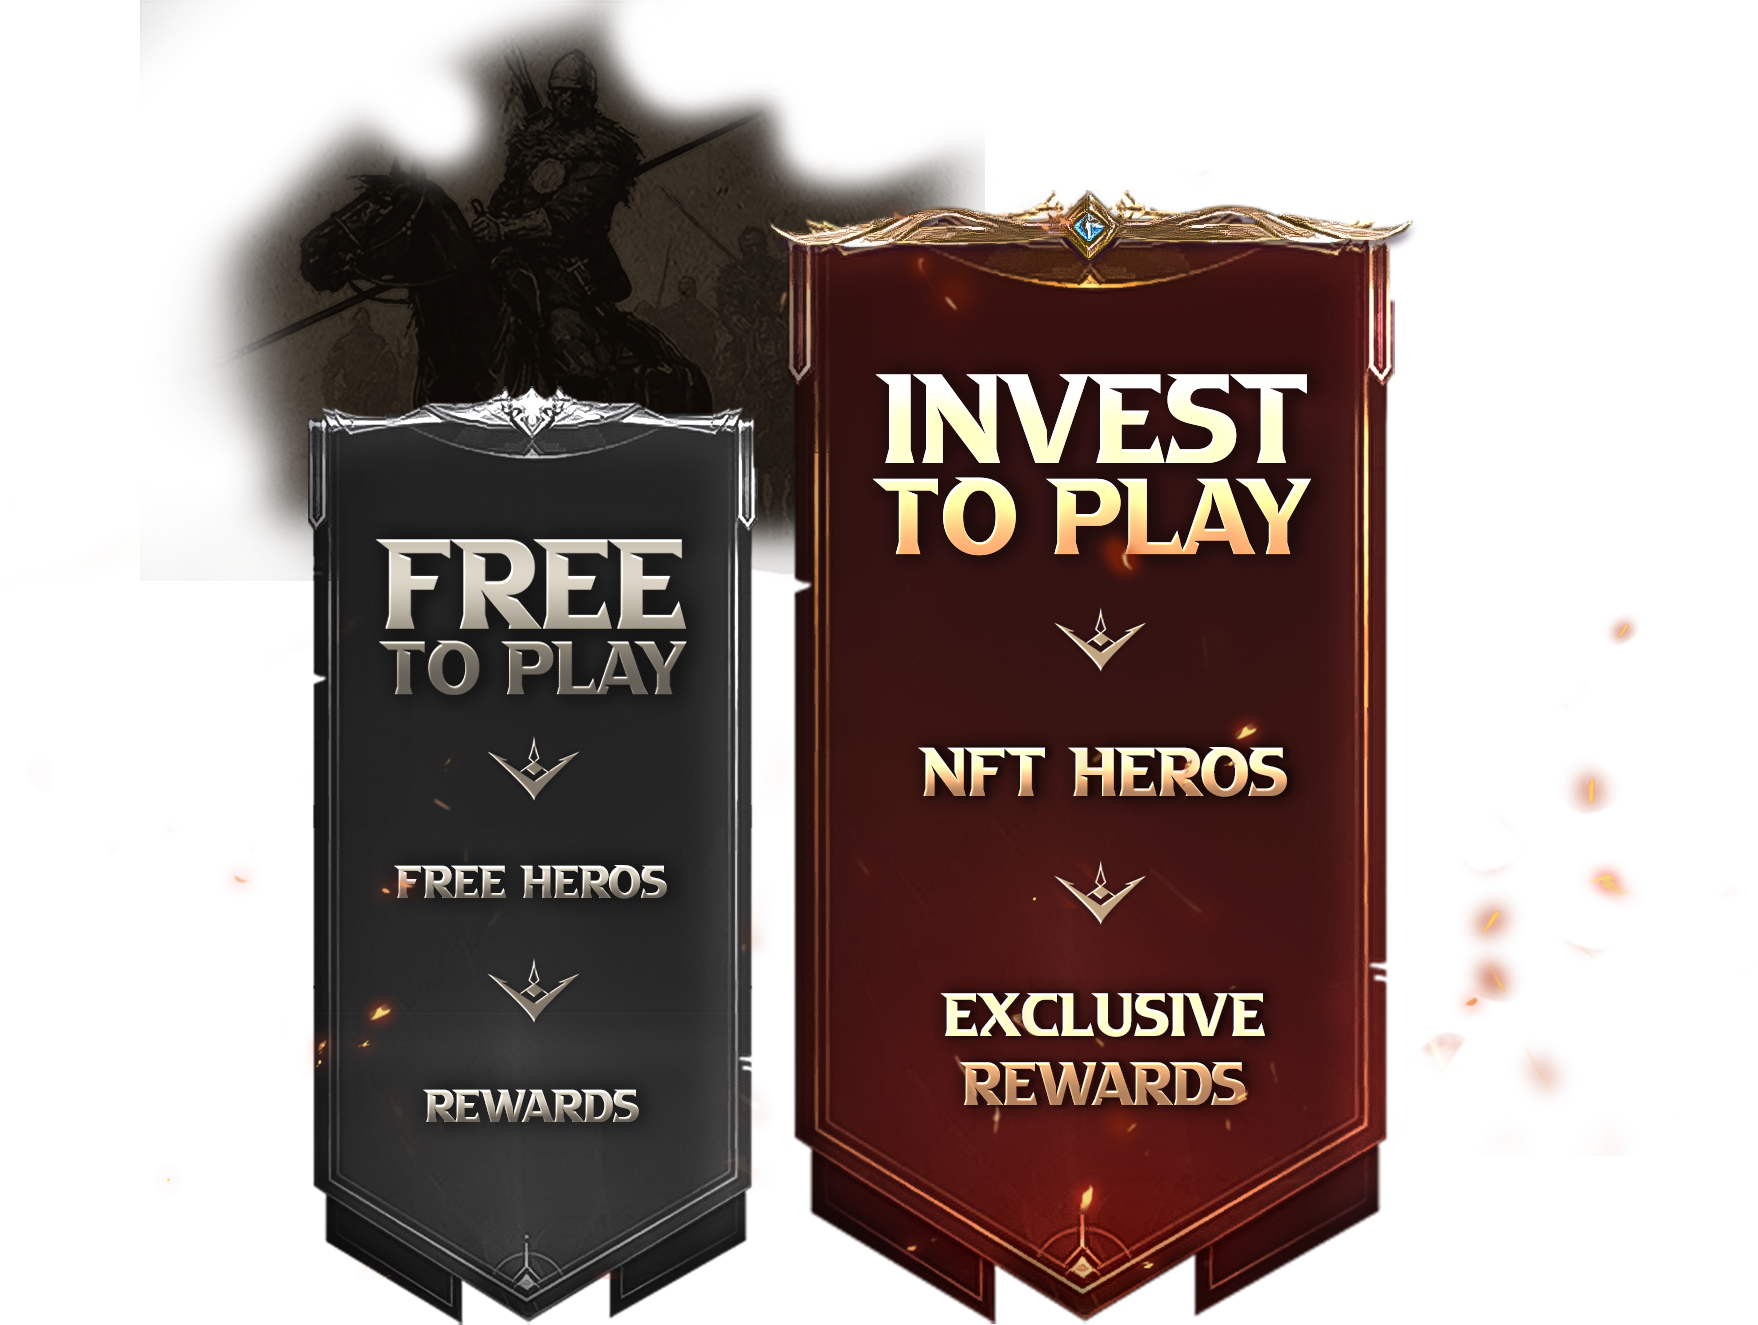 FREE
TO PLAY
FREE HEROS
REWARDS
INVEST
TO PLAY
NFT HEROS
EXCLUSIVE
REWARDS